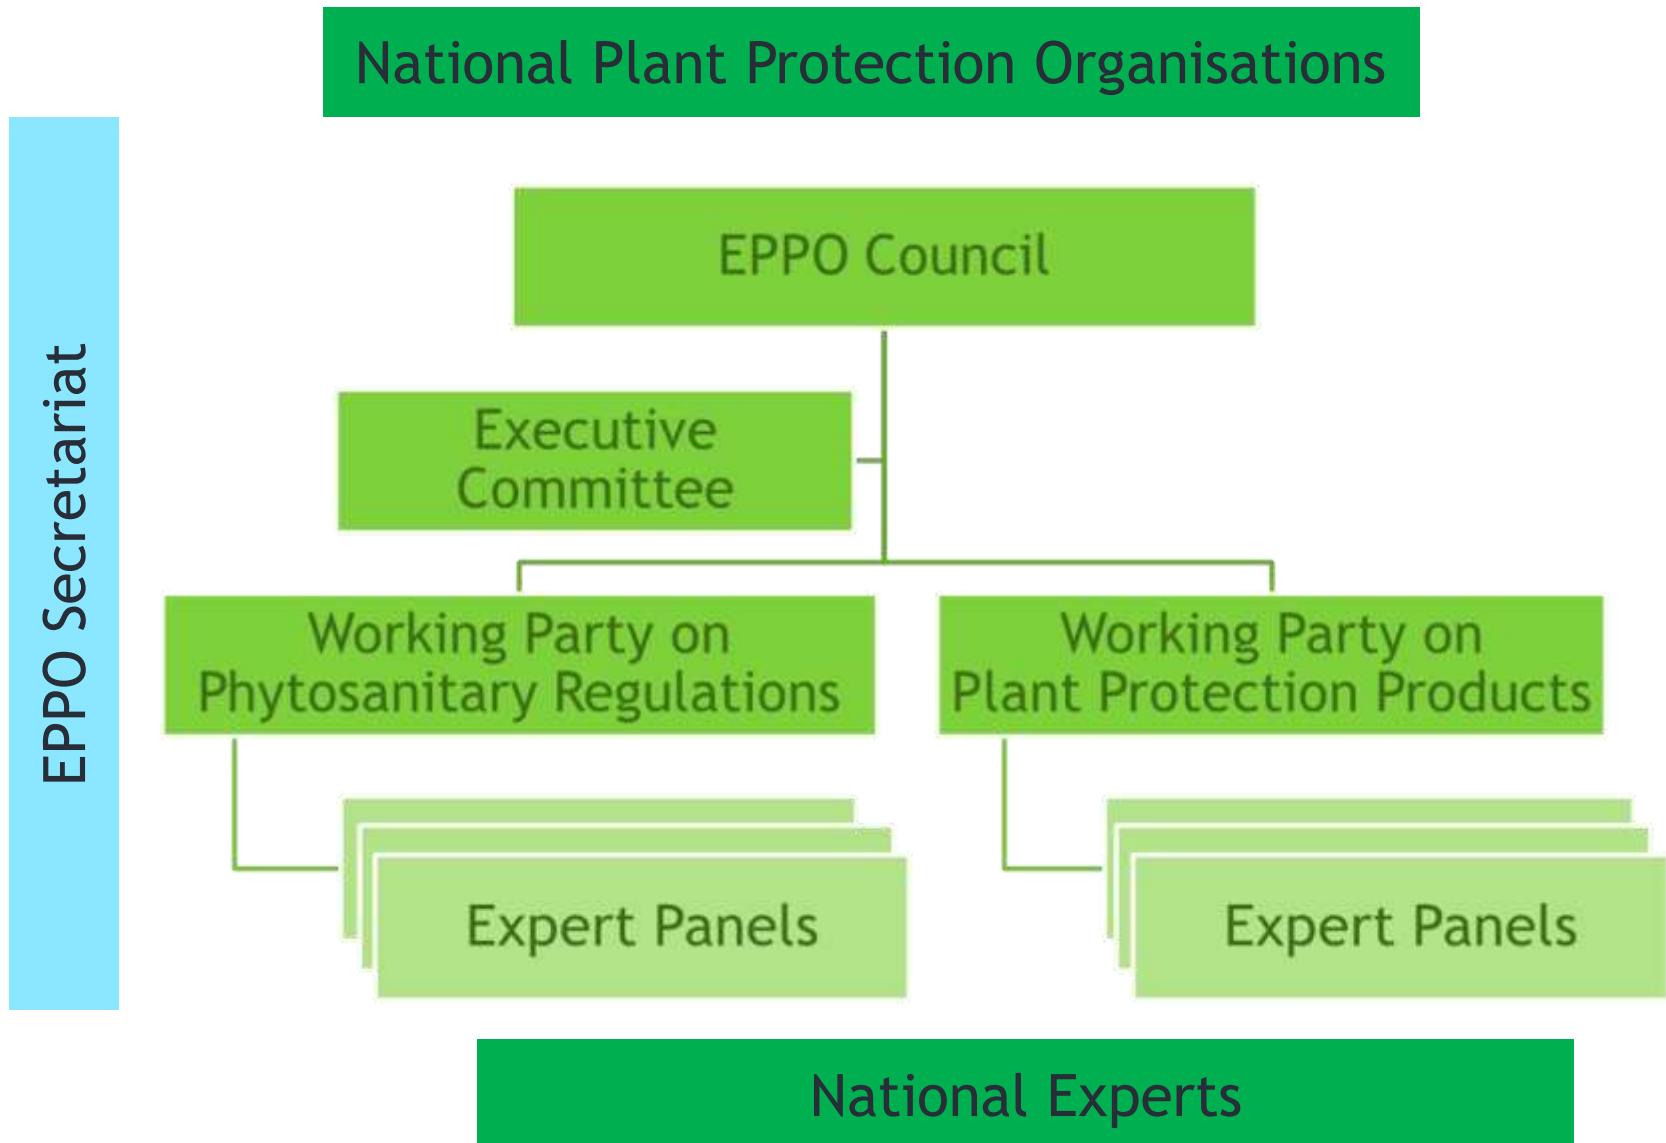 National Plant Protection Organisations
EPPO Secretariat
EPPO Council
Executive
Committee
Working Party on
Phytosanitary Regulations
Working Party on
Plant Protection Products
Expert Panels
Expert Panels
National Experts